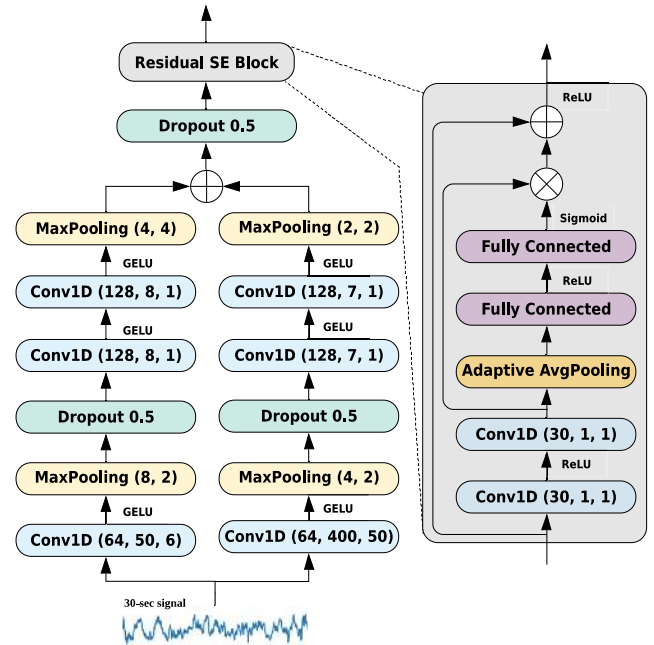 Residual SE Block
Dropout 0.5
MaxPooling (4, 4)
GELU
Conv1D (128, 8, 1)
GELU
Conv1D (128, 8, 1)
Dropout 0.5
MaxPooling (8, 2)
GELU
Conv1D (64, 50, 6)
MaxPooling (2, 2)
GELU
Conv1D (128, 7, 1)
GELU
Conv1D (128, 7, 1)
Dropout 0.5
MaxPooling (4, 2)
GELU
Conv1D (64, 400, 50)
30-sec signal
ReLU
Sigmoid
Fully Connected
ReLU
Fully Connected
Adaptive AvgPooling
Conv1D (30, 1, 1)
ReLU
Conv1D (30, 1, 1)